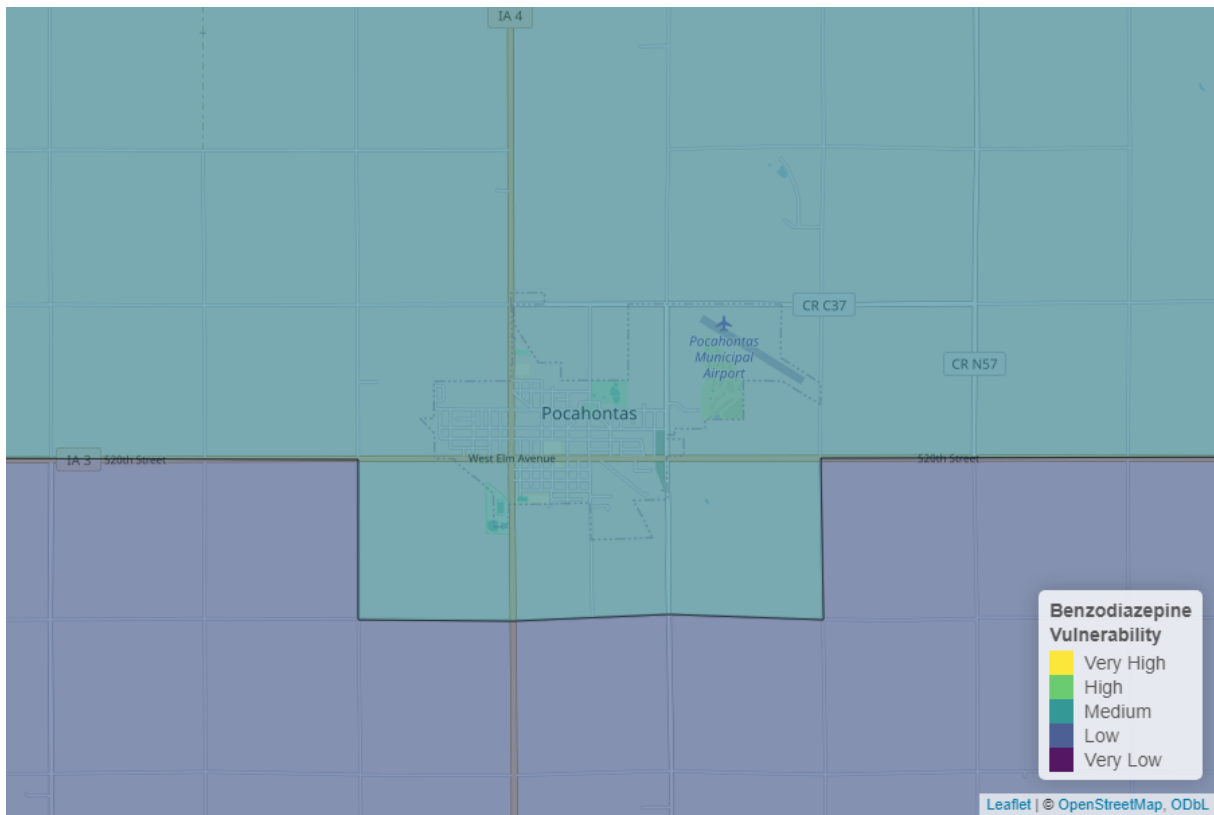 IA 4
CR C37
Pocahontas
Municipal
Airport
CR N57
Pocahontas
IA 3
520th Street
West Elm Avenue
520th Street
Benzodiazepine
Vulnerability
Very High
High
Medium
Low
Very Low
Leaflet | © OpenStreetMap, ODbL